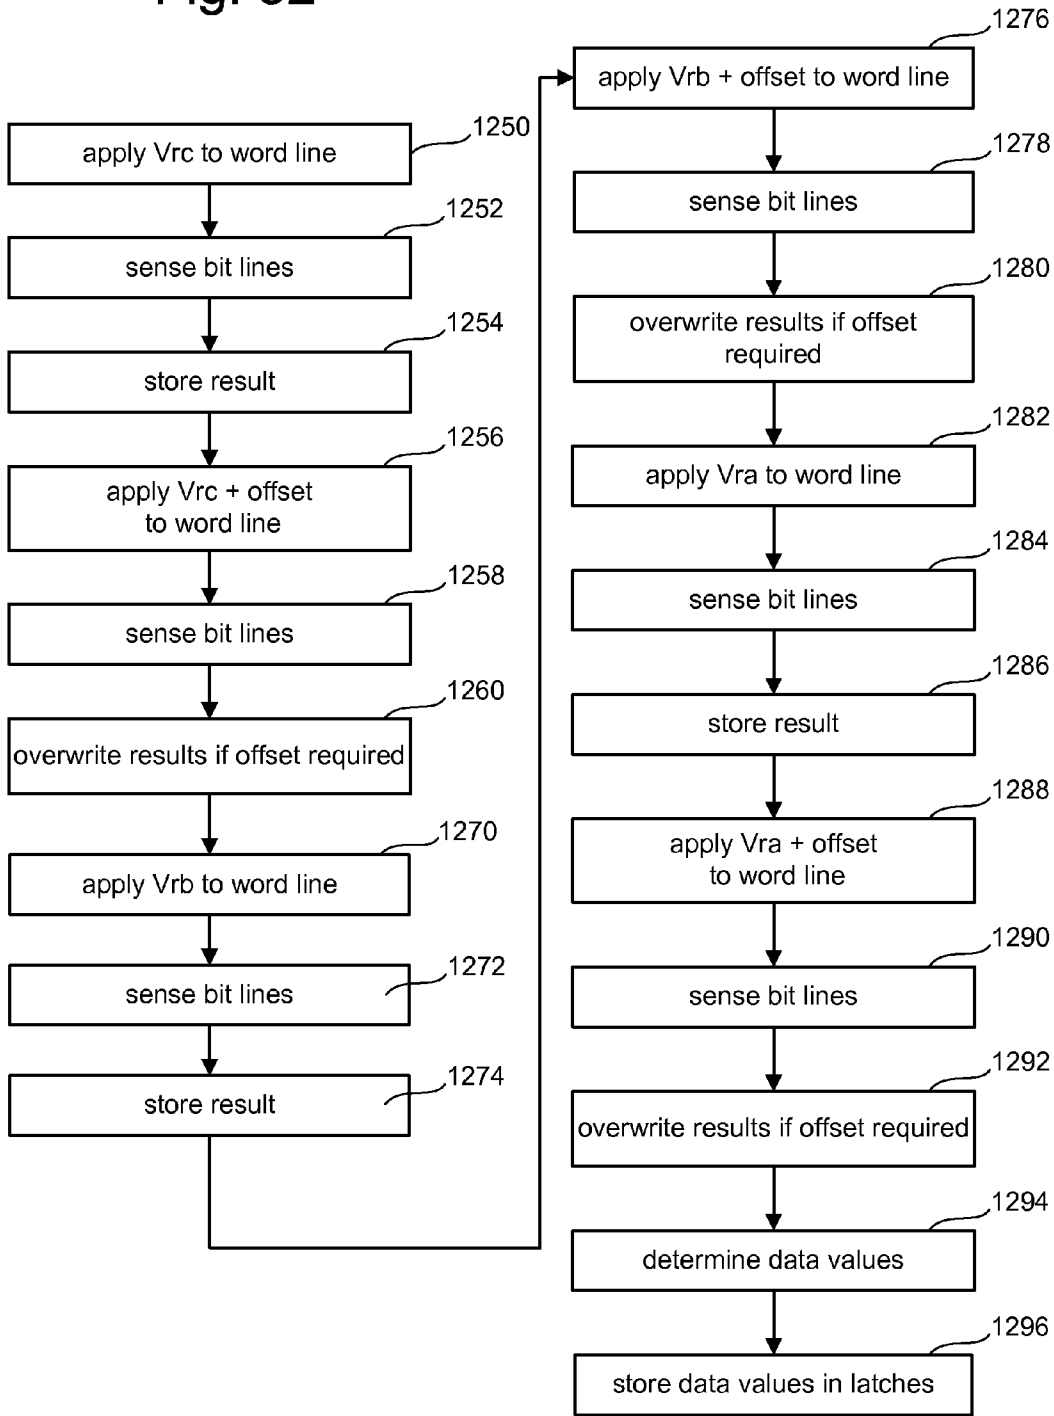 1250
apply Vrc to word line
1252
sense bit lines
1254
store result
1256
apply Vrc + offset
to word line
1258
sense bit lines
1260
overwrite results if offset required
1270
apply Vrb to word line
1272
sense bit lines
1274
store result
1276
apply Vrb + offset to word line
1278
sense bit lines
1280
overwrite results if offset
required
1282
apply Vra to word line
1284
sense bit lines
1286
store result
1288
apply Vra + offset
to word line
1290
sense bit lines
1292
overwrite results if offset required
1294
determine data values
1296
store data values in latches